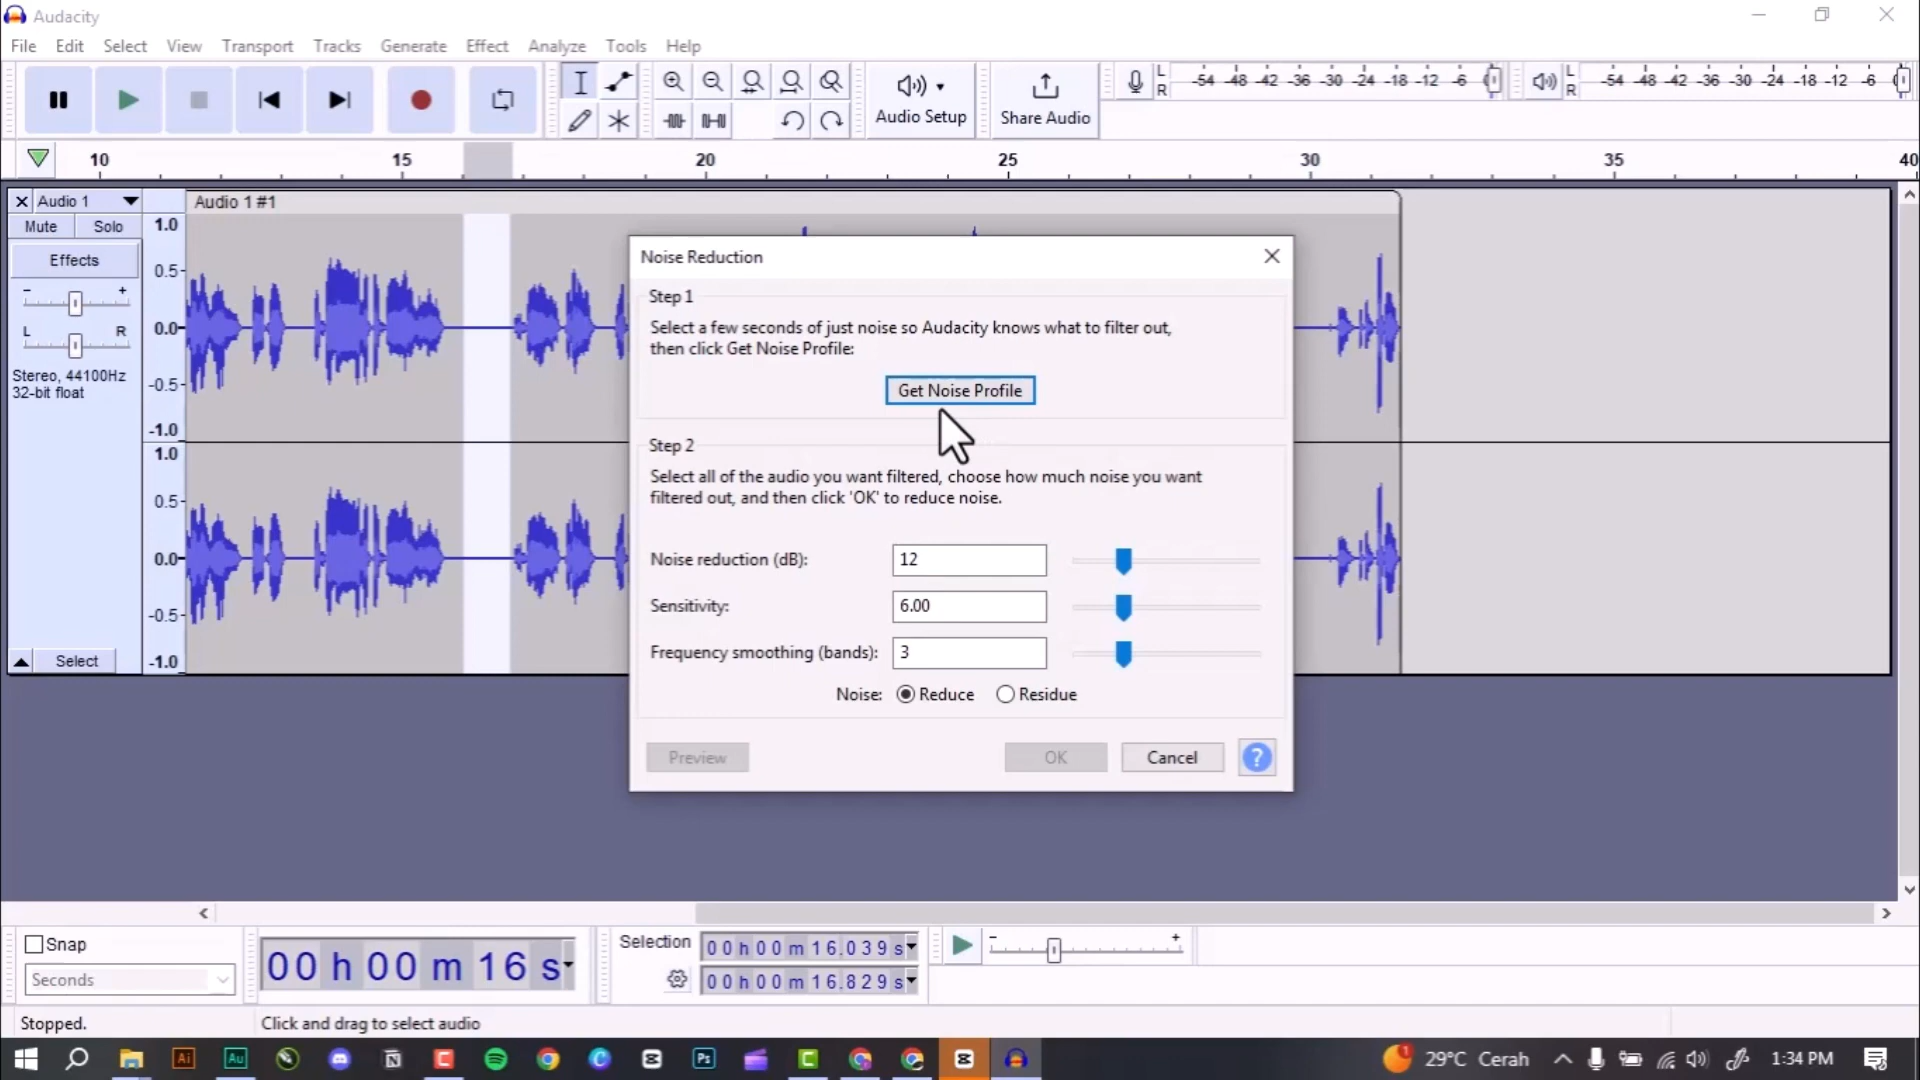 Audacity
File Edit Select View Transport Tracks Generate Effect Analyze Tools Help
Audio Setup
Share Audio
L R -54 -48 -42 -36 -30 -24 -18 -12 -6
L R -54 -48 -42 -36 -30 -24 -18 -12 -6
10 15 20 25 30 35 40
Audio 1
Audio 1 #1
Mute Solo
Effects
- +
L R
Stereo, 44100Hz
32-bit float
Select
1.0
0.5
0.0
-0.5
-1.0
1.0
0.5
0.0
-0.5
-1.0
Noise Reduction
Step 1
Select a few seconds of just noise so Audacity knows what to filter out,
then click Get Noise Profile:
Get Noise Profile
Step 2
Select all of the audio you want filtered, choose how much noise you want
filtered out, and then click 'OK' to reduce noise.
Noise reduction (dB): 12
Sensitivity: 6.00
Frequency smoothing (bands): 3
Noise: Reduce Residue
Preview OK Cancel ?
Snap
Seconds
00 h 00 m 16 s
Selection
00 h 00 m 16.039 s
00 h 00 m 16.829 s
- +
Stopped.
Click and drag to select audio
Ai Au Ps
1
29°C Cerah
1:34 PM